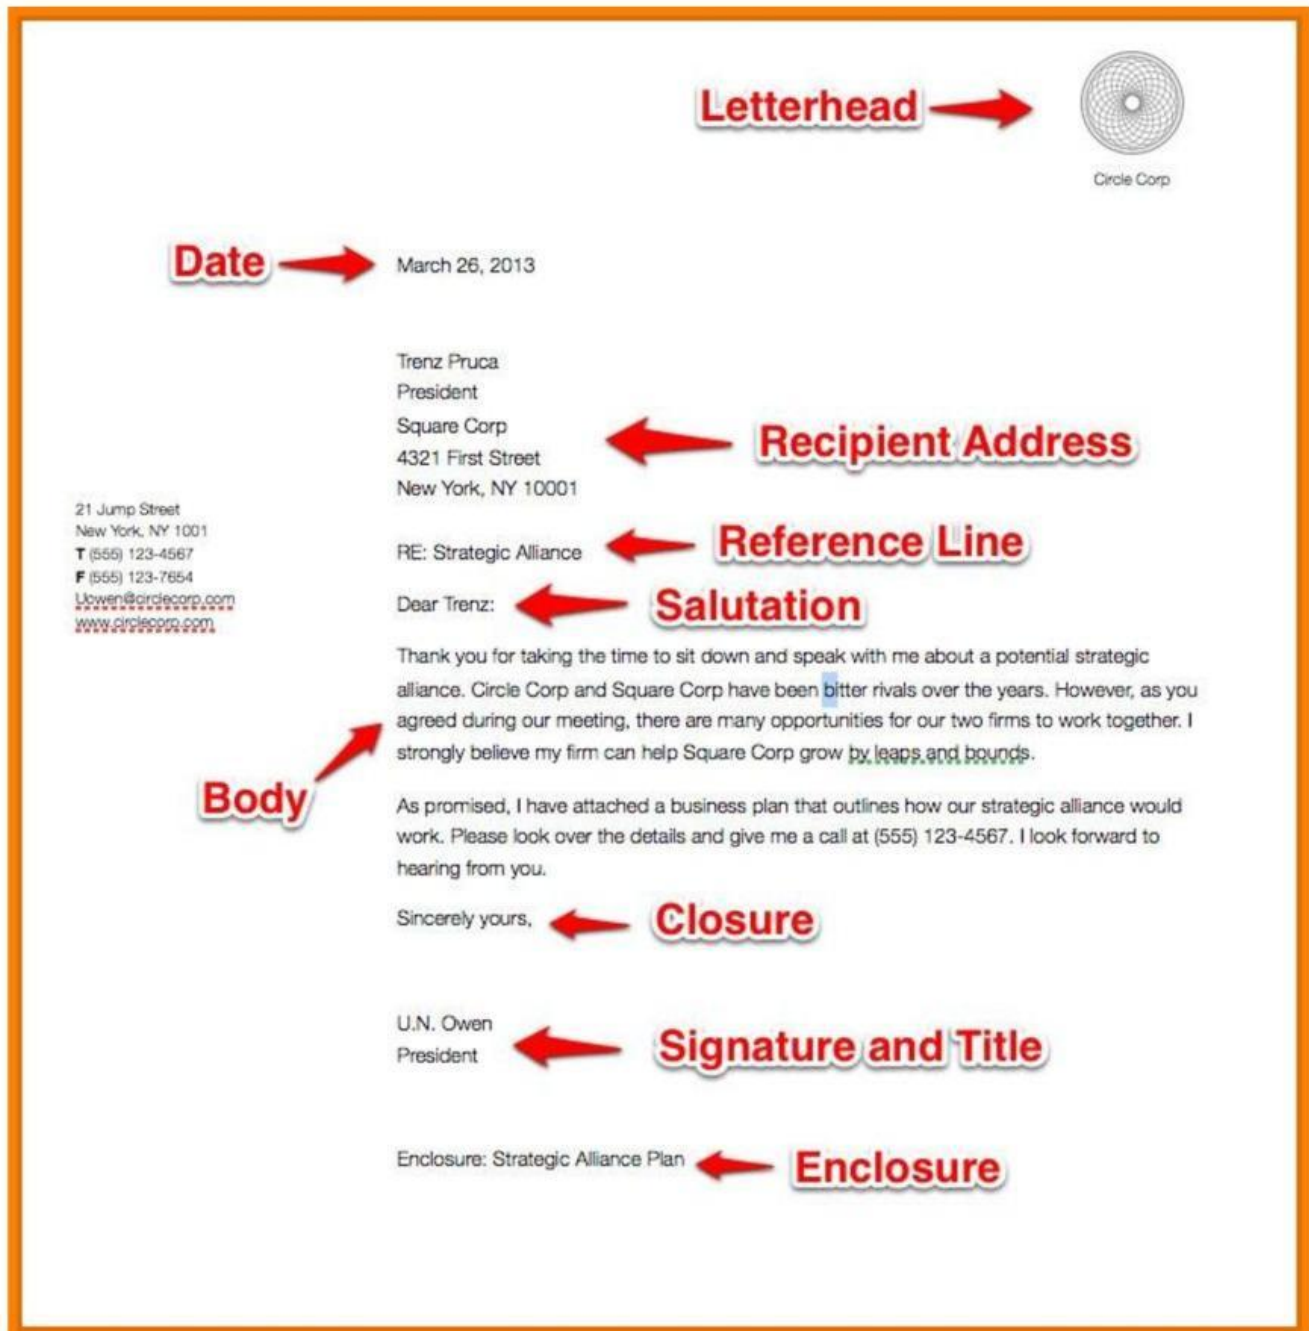 Letterhead
Circle Corp
Date
March 26, 2013
Trenz Pruca
President
Square Corp
4321 First Street
New York, NY 10001
Recipient Address
21 Jump Street
New York, NY 1001
T (555) 123-4567
F (555) 123-7654
Uowen@circlecorp.com
www.circlecorp.com
RE: Strategic Alliance
Reference Line
Dear Trenz:
Salutation
Thank you for taking the time to sit down and speak with me about a potential strategic
alliance. Circle Corp and Square Corp have been bitter rivals over the years. However, as you
agreed during our meeting, there are many opportunities for our two firms to work together. I
strongly believe my firm can help Square Corp grow by leaps and bounds.
Body
As promised, I have attached a business plan that outlines how our strategic alliance would
work. Please look over the details and give me a call at (555) 123-4567. I look forward to
hearing from you.
Sincerely yours,
Closure
U.N. Owen
President
Signature and Title
Enclosure: Strategic Alliance Plan
Enclosure